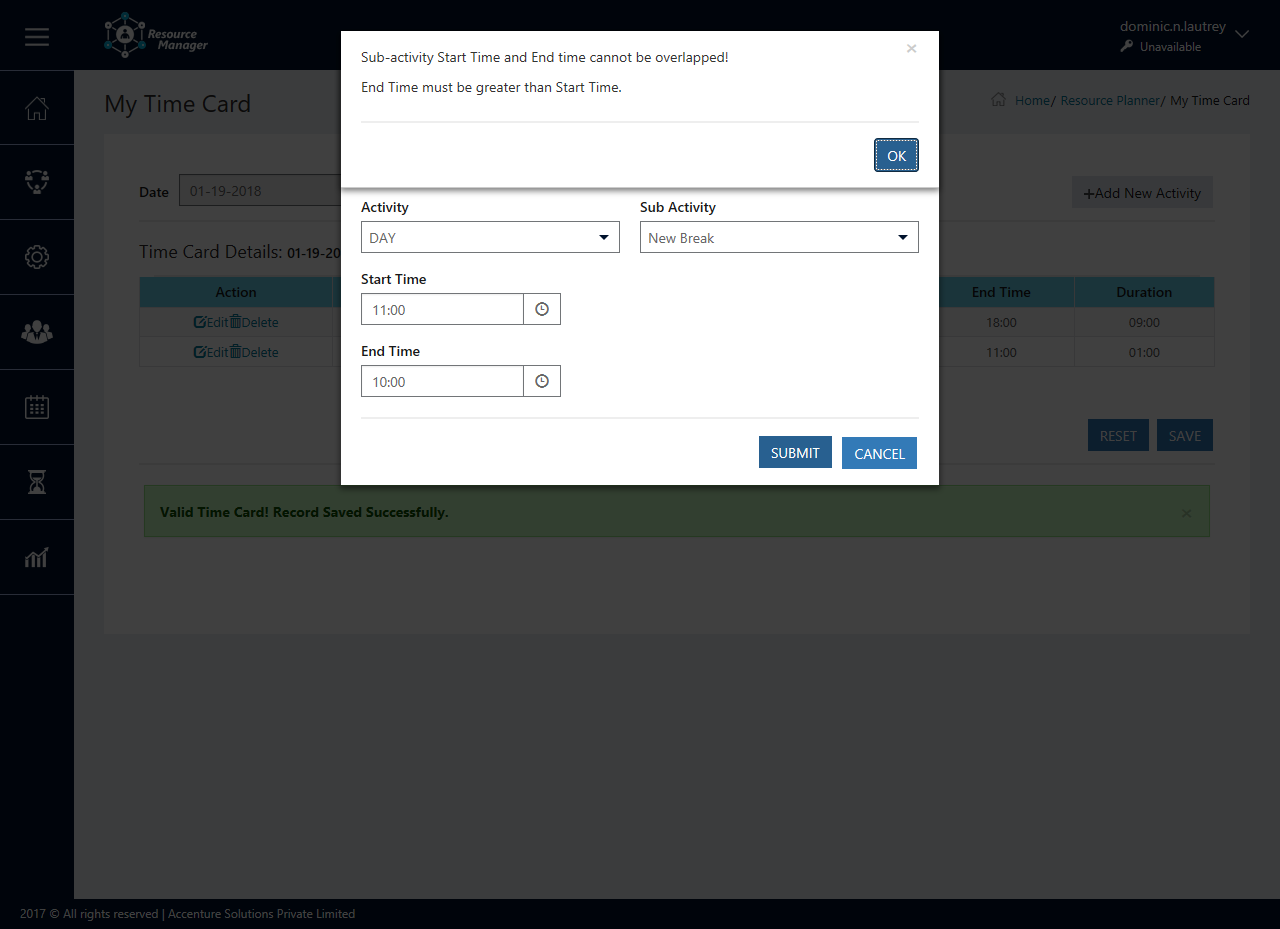 Resource
Manager
dominic.n.lautrey
Unavailable
Sub-activity Start Time and End time cannot be overlapped!
×
End Time must be greater than Start Time.
OK
My Time Card
Home/ Resource Planner/ My Time Card
Date 01-19-2018
+Add New Activity
Activity
Sub Activity
DAY
New Break
Time Card Details: 01-19-20
Start Time
11:00
Action End Time Duration
Edit Delete 18:00 09:00
Edit Delete 11:00 01:00
End Time
10:00
RESET SAVE
SUBMIT CANCEL
Valid Time Card! Record Saved Successfully. ×
2017 © All rights reserved | Accenture Solutions Private Limited